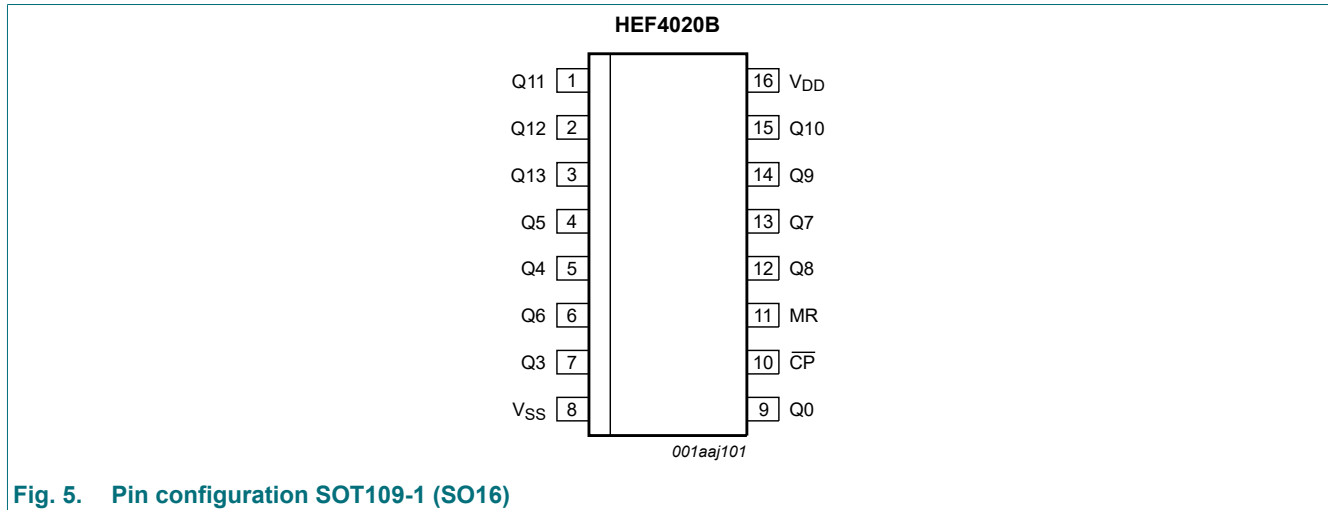 HEF4020B
Q11 1 16 VDD
Q12 2 15 Q10
Q13 3 14 Q9
Q5 4 13 Q7
Q4 5 12 Q8
Q6 6 11 MR
Q3 7 10 C̅P̅
VSS 8 9 Q0
001aaj101
Fig. 5. Pin configuration SOT109-1 (SO16)